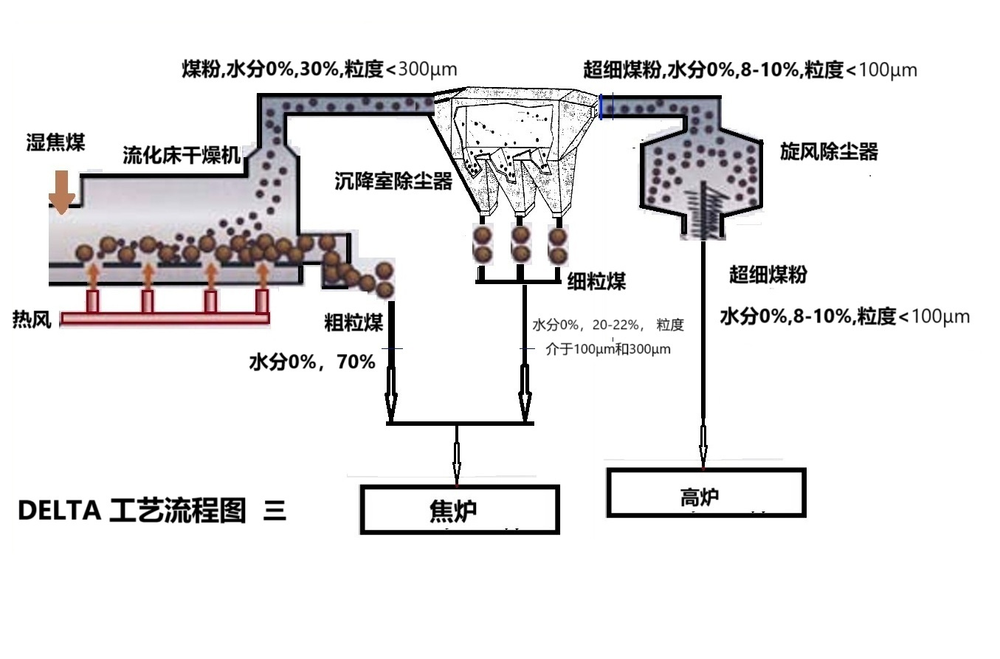 煤粉,水分0%,30%,粒度<300μm
超细煤粉,水分0%,8-10%,粒度<100μm
湿焦煤
流化床干燥机
沉降室除尘器
旋风除尘器
细粒煤
超细煤粉
热风
粗粒煤
水分0%，20-22%， 粒度
介于100μm和300μm
水分0%,8-10%,粒度<100μm
水分0%，70%
DELTA 工艺流程图 三
焦炉
高炉